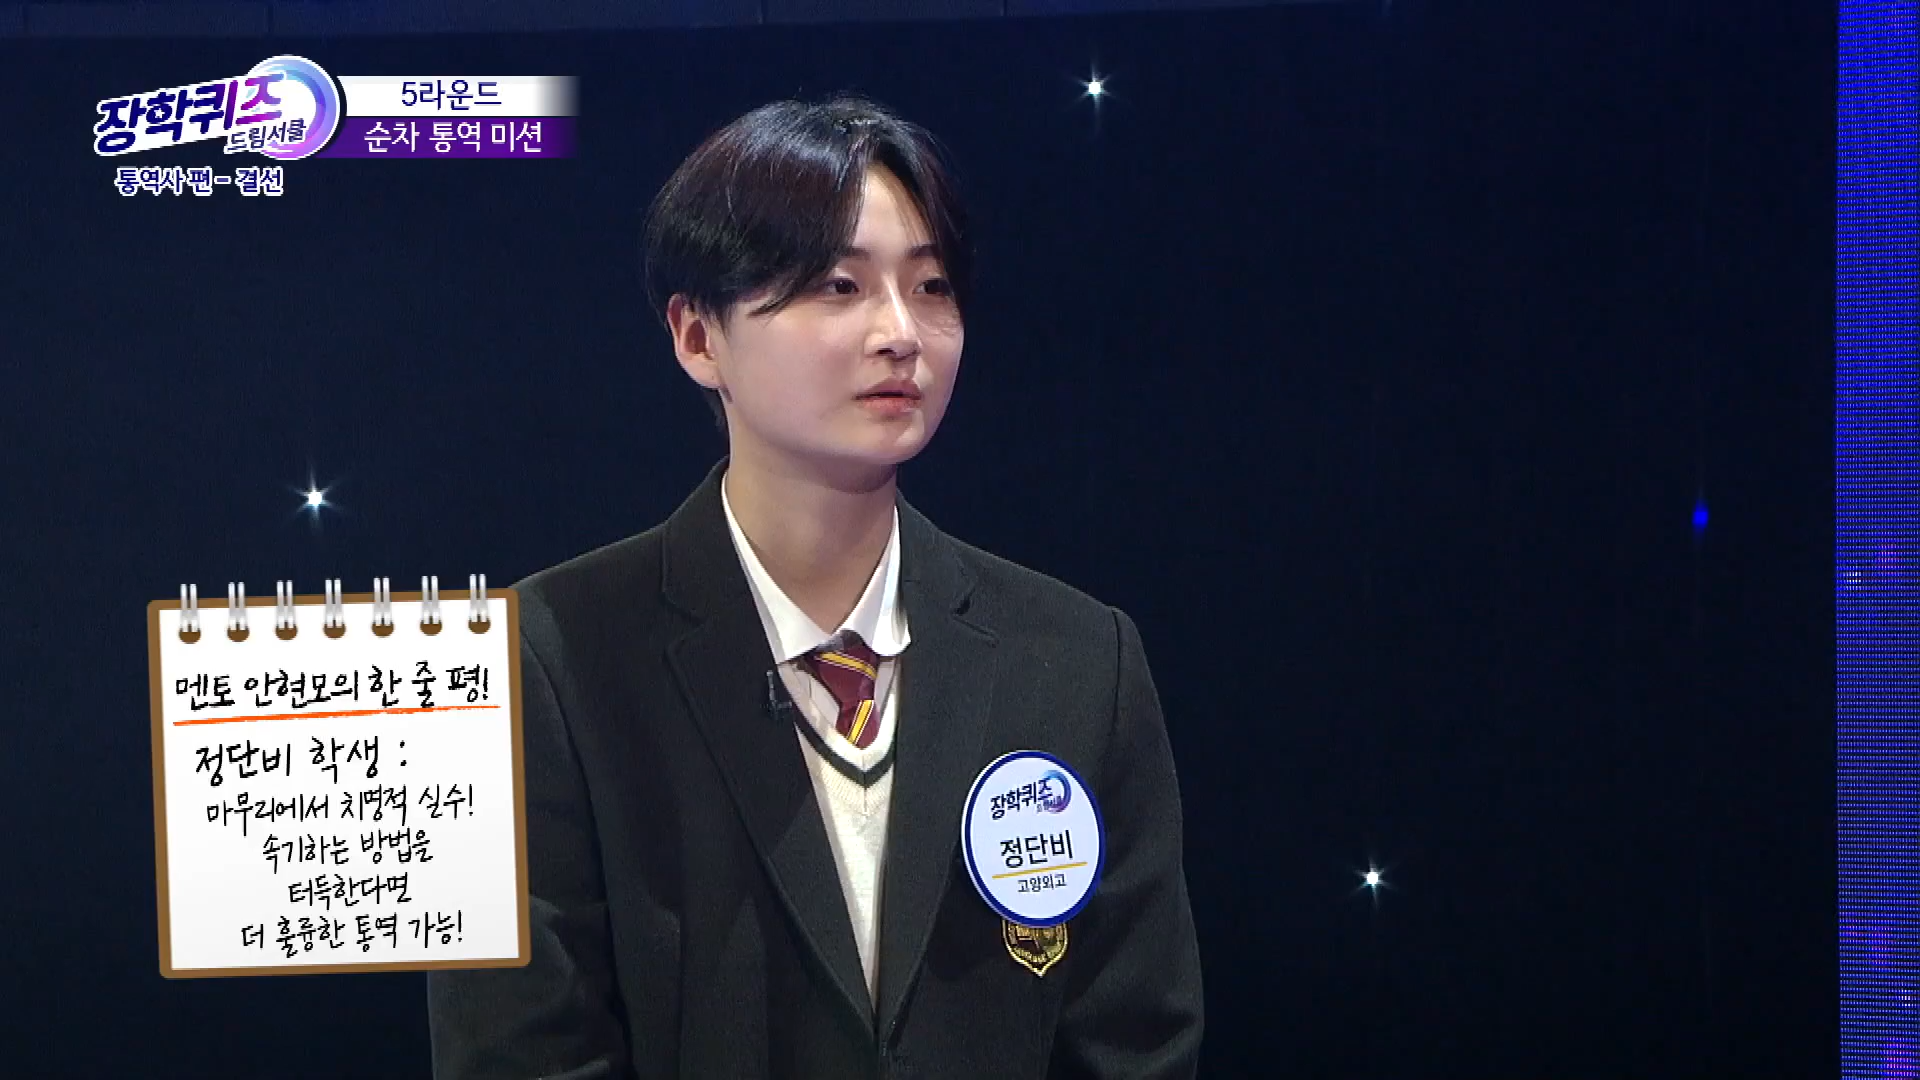 장학퀴즈
드림서클
통역사 편 - 결선
5라운드
순차 통역 미션
멘토 안현모의 한 줄 평!
정단비 학생 :
마무리에서 치명적 실수!
속기하는 방법을
터득한다면
더 훌륭한 통역 가능!
장학퀴즈
드림서클
정단비
고양외고